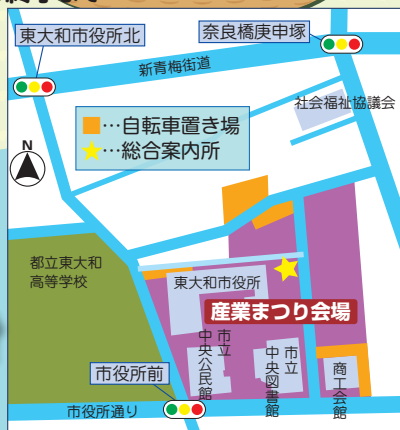 東大和市役所北
奈良橋庚申塚
新青梅街道
社会福祉協議会
■…自転車置き場
★…総合案内所
N
都立東大和
高等学校
東大和市役所
産業まつり会場
市立
中央公民館
市立
中央図書館
商工会館
市役所前
市役所通り